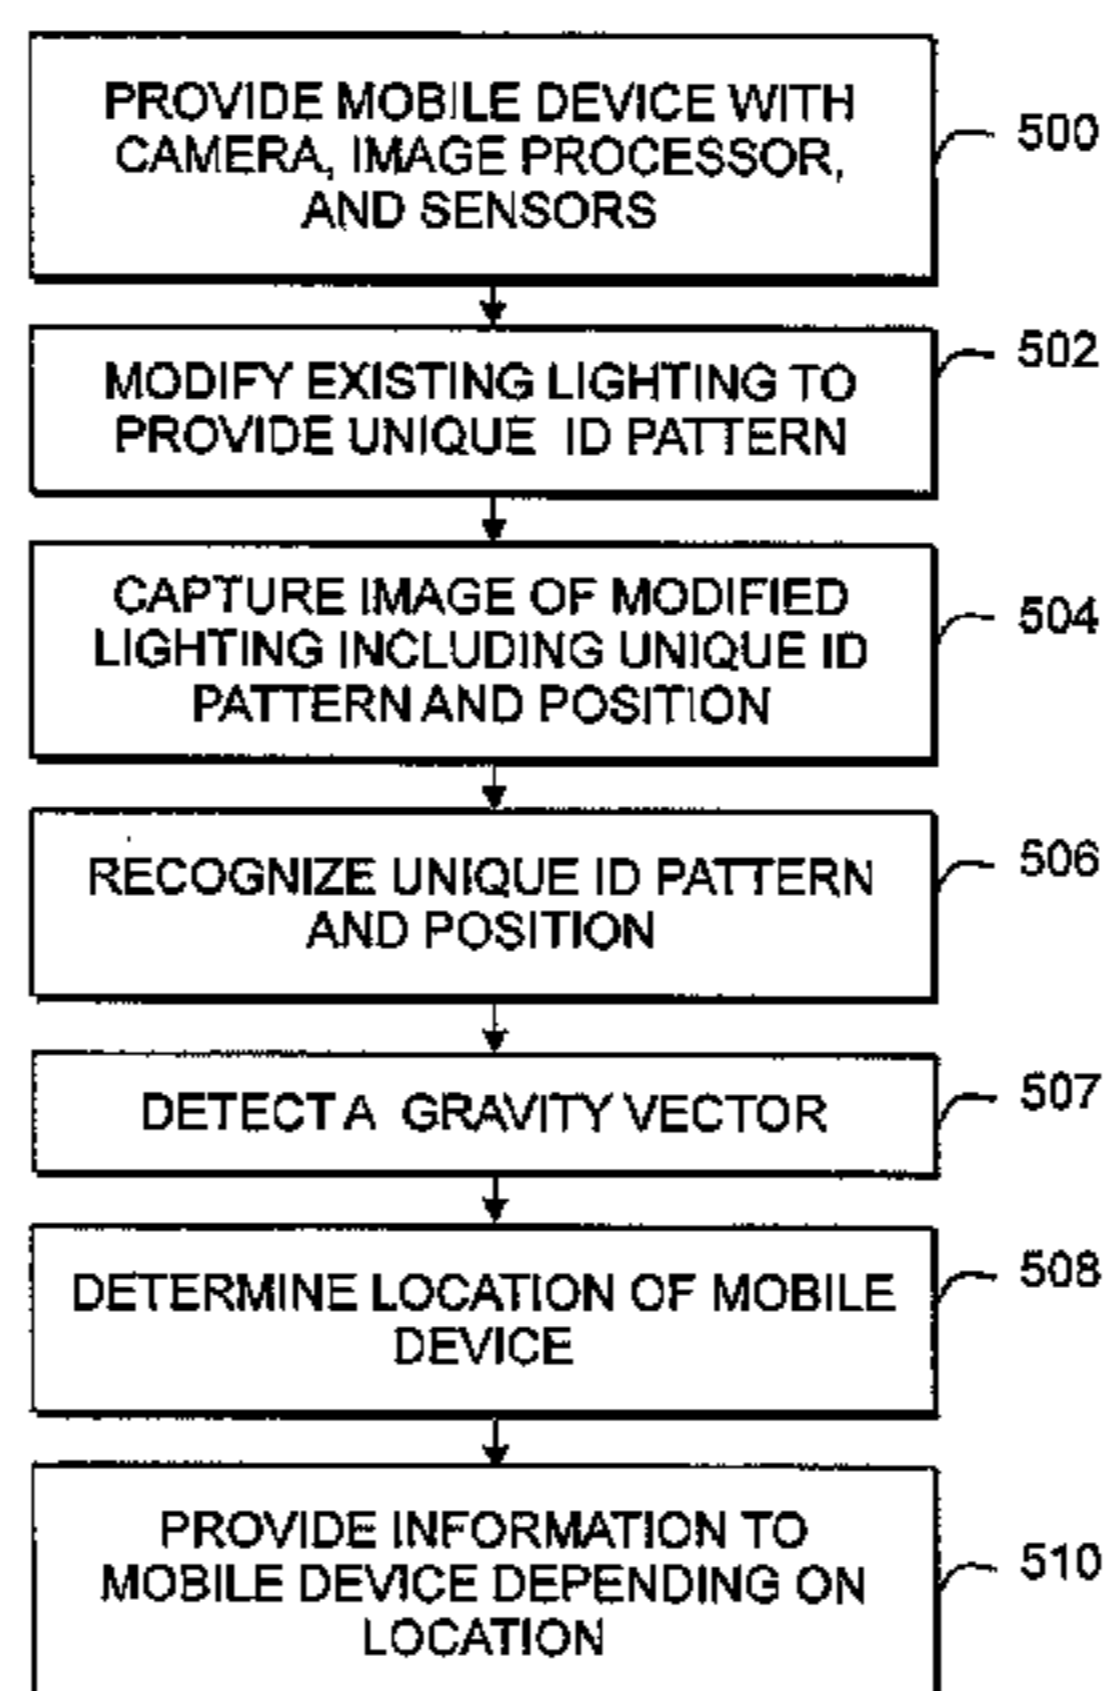 PROVIDE MOBILE DEVICE WITH
CAMERA, IMAGE PROCESSOR,
AND SENSORS
500
MODIFY EXISTING LIGHTING TO
PROVIDE UNIQUE ID PATTERN
502
CAPTURE IMAGE OF MODIFIED
LIGHTING INCLUDING UNIQUE ID
PATTERN AND POSITION
504
RECOGNIZE UNIQUE ID PATTERN
AND POSITION
506
DETECT A GRAVITY VECTOR
507
DETERMINE LOCATION OF MOBILE
DEVICE
508
PROVIDE INFORMATION TO
MOBILE DEVICE DEPENDING ON
LOCATION
510